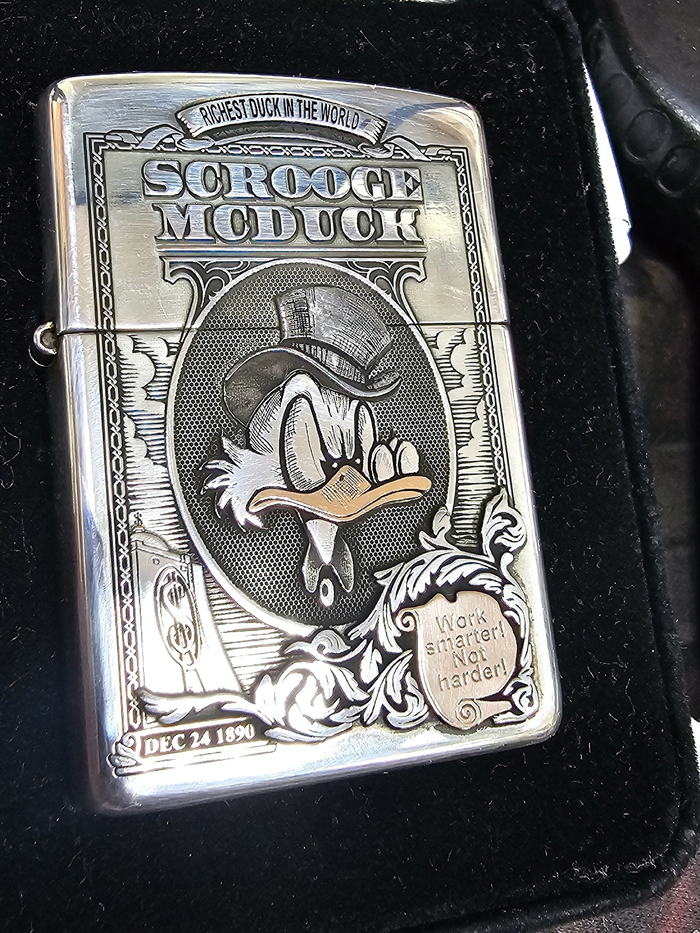 RICHEST DUCK IN THE WORLD
SCROOGE
MCDUCK
Work
smarter!
Not
harder!
DEC 24 1890